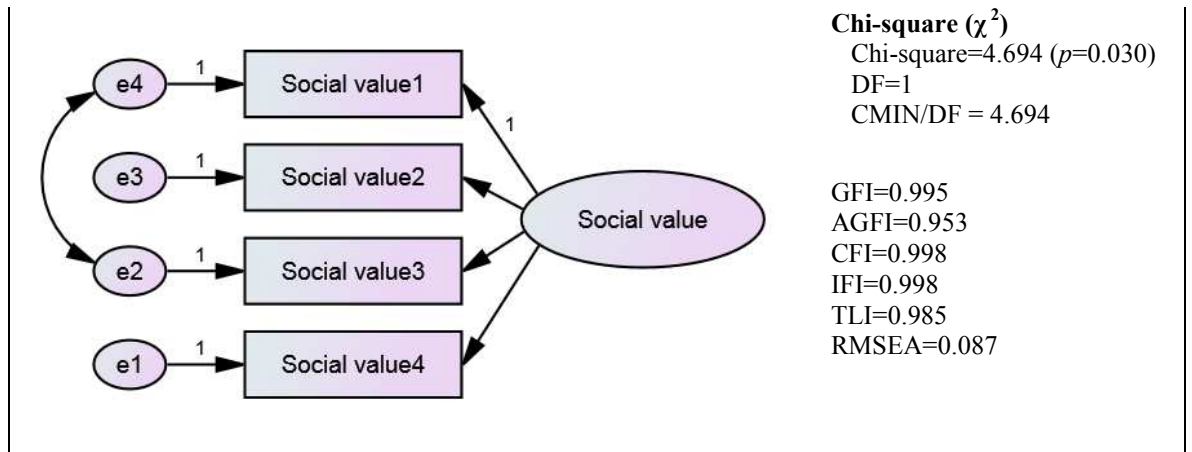 e4
1
Social value1
e3
1
Social value2
e2
1
Social value3
e1
1
Social value4
1
Social value
Chi-square (χ²)
Chi-square=4.694 (p=0.030)
DF=1
CMIN/DF = 4.694
GFI=0.995
AGFI=0.953
CFI=0.998
IFI=0.998
TLI=0.985
RMSEA=0.087